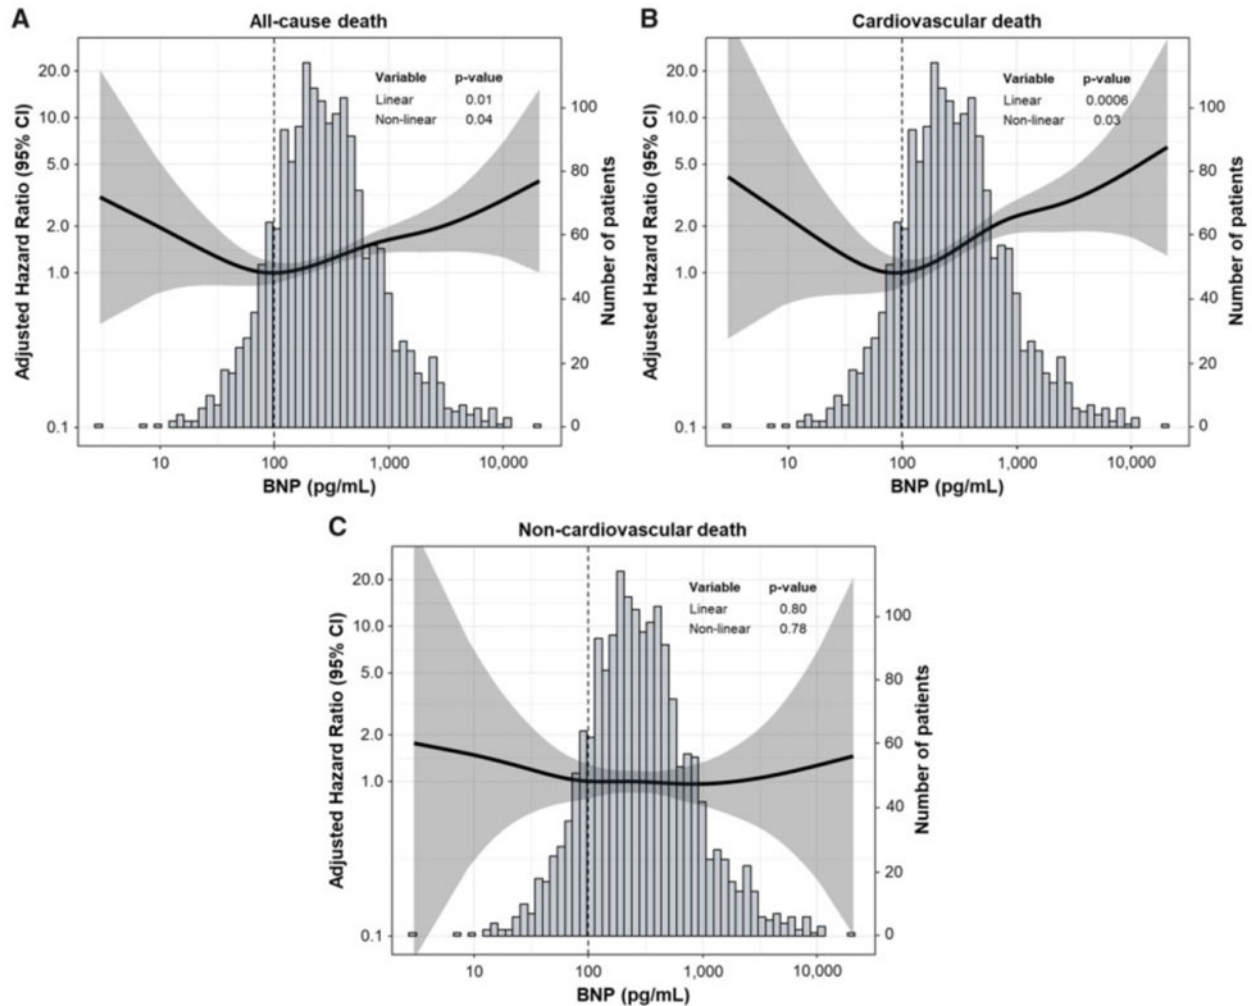 A
All-cause death
Adjusted Hazard Ratio (95% CI)
20.0
10.0
5.0
2.0
1.0
0.1
Variable p-value
Linear 0.01
Non-linear 0.04
100
80
60
40
20
0
Number of patients
10 100 1,000 10,000
BNP (pg/mL)
B
Cardiovascular death
Adjusted Hazard Ratio (95% CI)
20.0
10.0
5.0
2.0
1.0
0.1
Variable p-value
Linear 0.0006
Non-linear 0.03
100
80
60
40
20
0
Number of patients
10 100 1,000 10,000
BNP (pg/mL)
C
Non-cardiovascular death
Adjusted Hazard Ratio (95% CI)
20.0
10.0
5.0
2.0
1.0
0.1
Variable p-value
Linear 0.80
Non-linear 0.78
100
80
60
40
20
0
Number of patients
10 100 1,000 10,000
BNP (pg/mL)